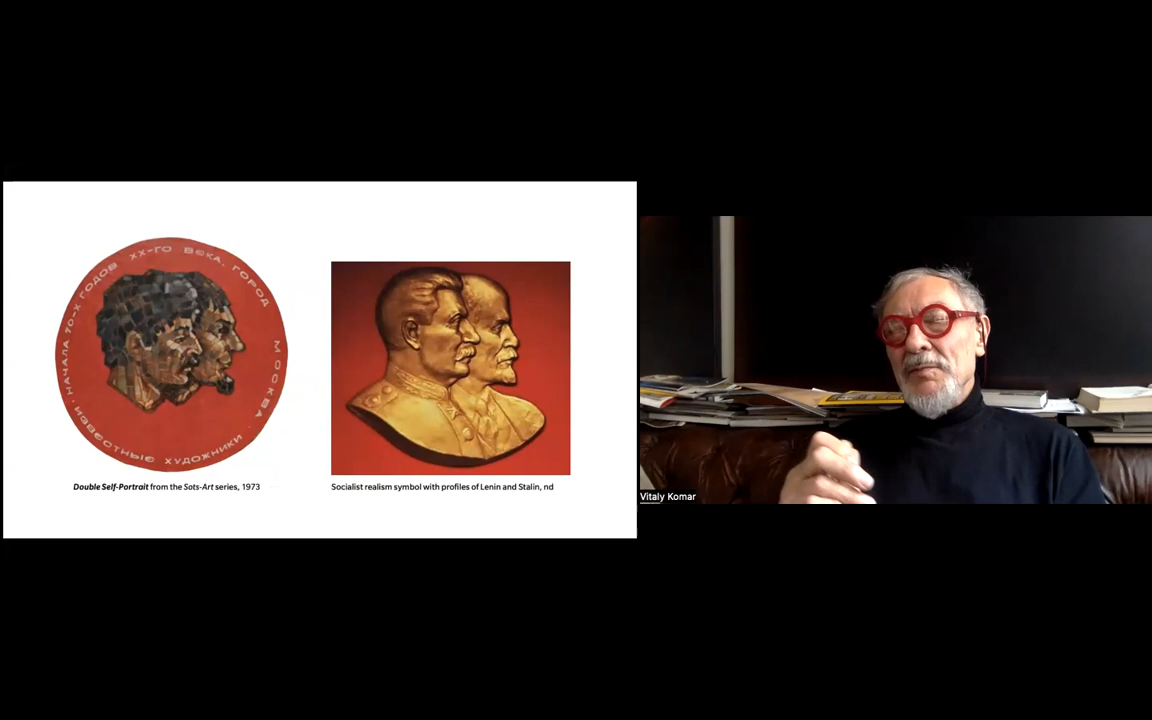 ИЗВЕСТНЫЕ ХУДОЖНИКИ · НАЧАЛА 70-Х ГОДОВ XX-ГО ВЕКА, ГОРОД МОСКВА ·
Double Self-Portrait from the Sots-Art series, 1973
Socialist realism symbol with profiles of Lenin and Stalin, nd
Vitaly Komar